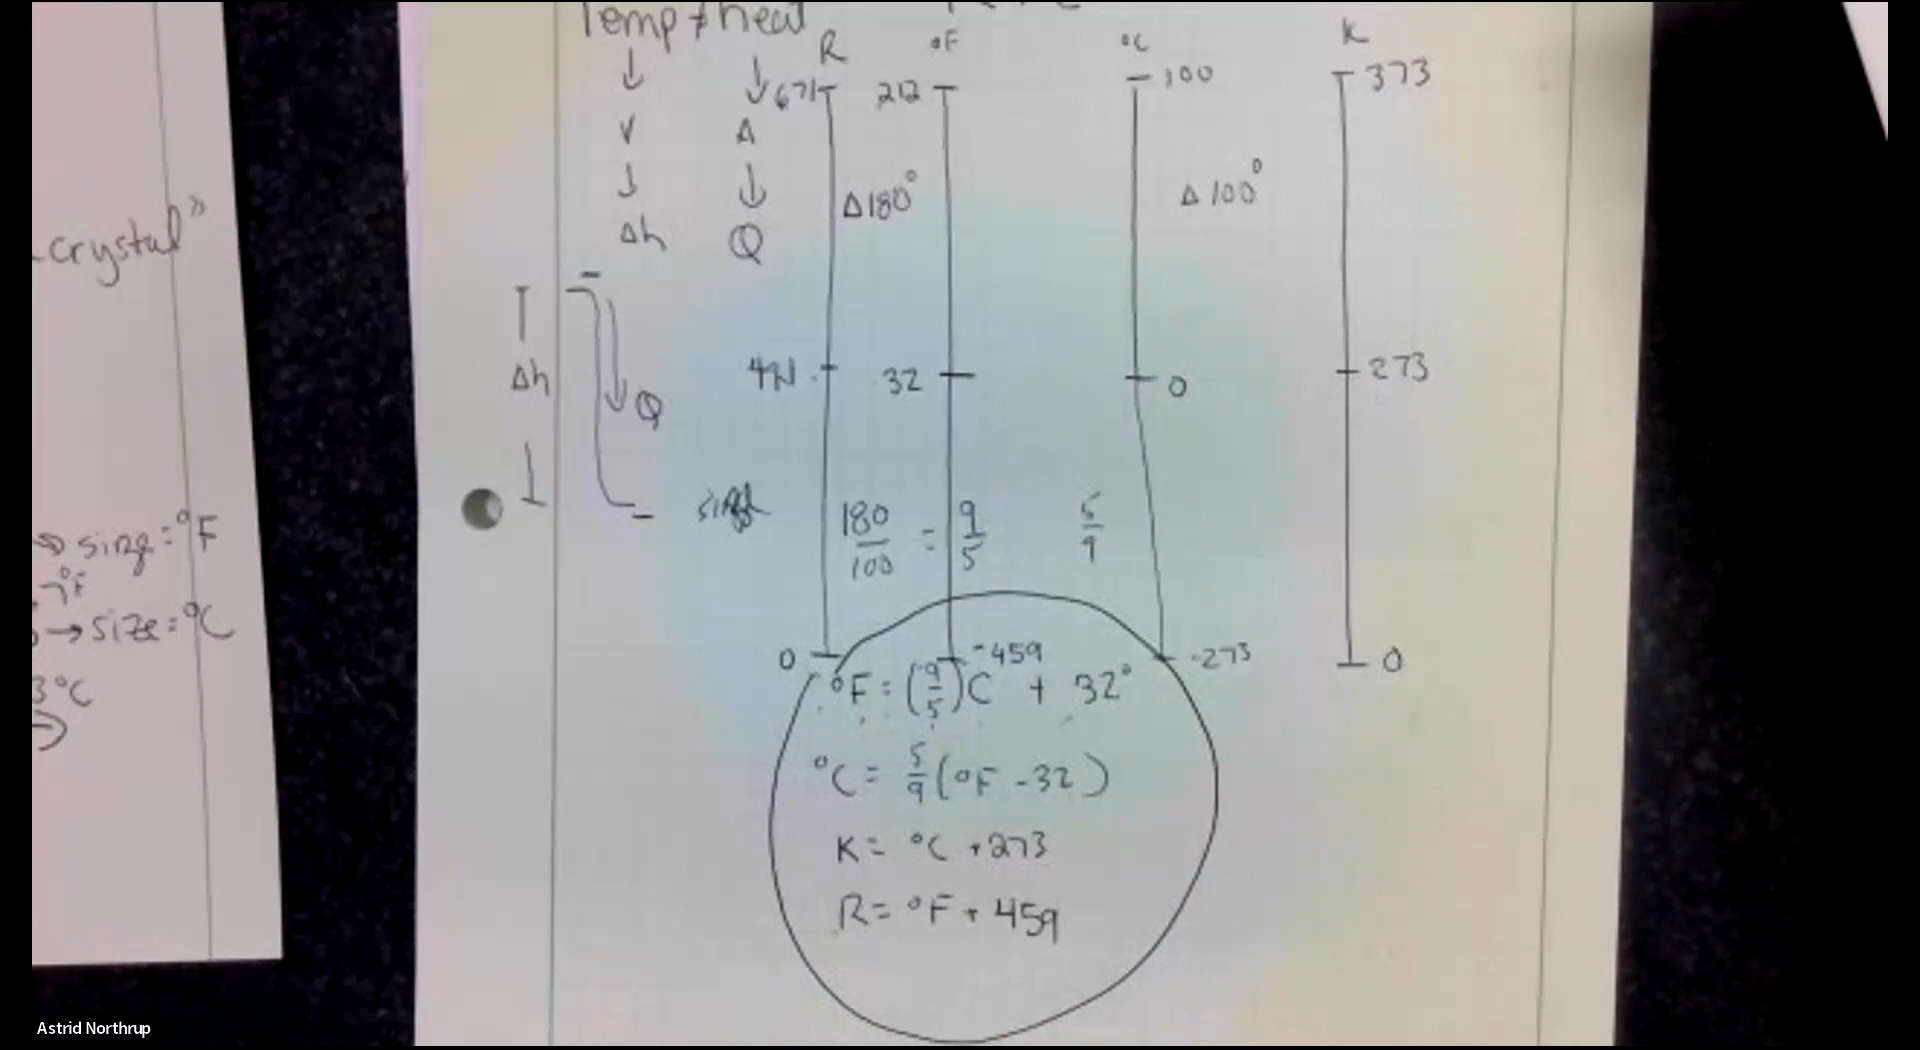 crystal"
→ size = °F
→ size = °C
3°C
Temp ≠ heat
↓ ↓
V Δ
↓ ↓
Δh Q
R °F °C K
671 212 100 373
Δ180° Δ100°
Δh Q
32 0 273
180/100 = 9/5 5/9
0 -459 -273 0
°F = (9/5)C + 32°
°C = 5/9(°F - 32)
K = °C + 273
R = °F + 459
Astrid Northrup